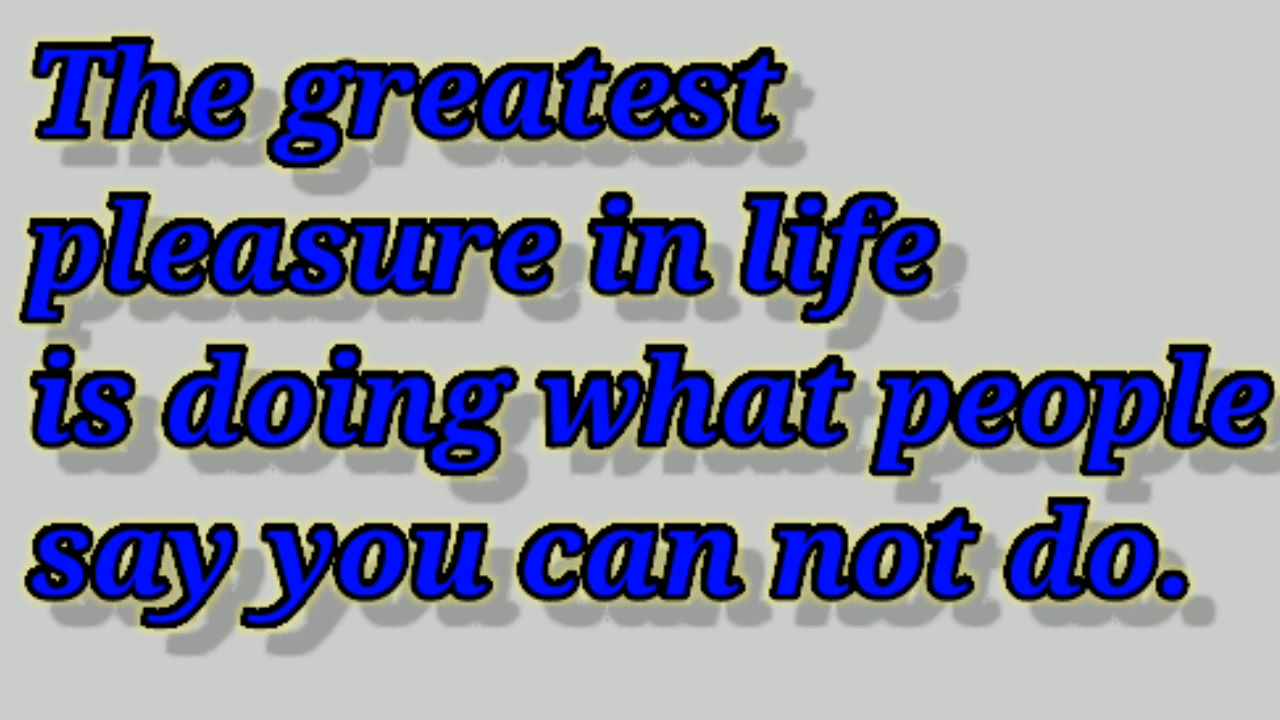 The greatest
pleasure in life
is doing what people
say you can not do.